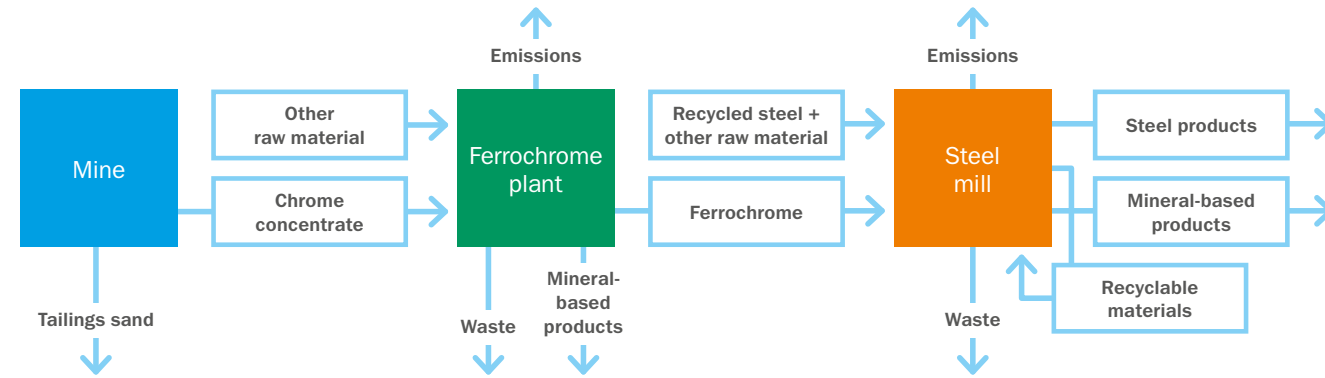 Emissions
Emissions
Mine
Other
raw material
Chrome
concentrate
Ferrochrome
plant
Recycled steel +
other raw material
Ferrochrome
Steel
mill
Steel products
Mineral-based
products
Recyclable
materials
Tailings sand
Waste
Mineral-
based
products
Waste